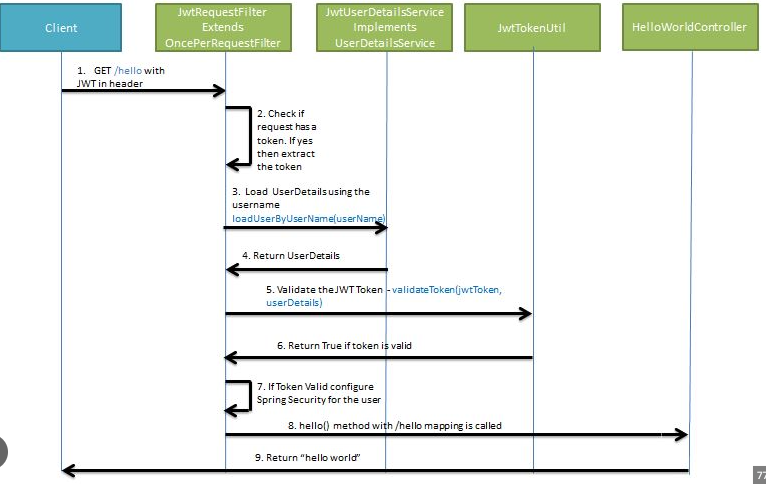 Client
JwtRequestFilter
Extends
OncePerRequestFilter
JwtUserDetailsService
Implements
UserDetailsService
JwtTokenUtil
HelloWorldController
1. GET /hello with
JWT in header
2. Check if
request has a
token. If yes
then extract
the token
3. Load UserDetails using the
username
loadUserByUserName(userName)
4. Return UserDetails
5. Validate the JWT Token - validateToken(jwtToken,
userDetails)
6. Return True if token is valid
7. If Token Valid configure
Spring Security for the user
8. hello() method with /hello mapping is called
9. Return “hello world”
77